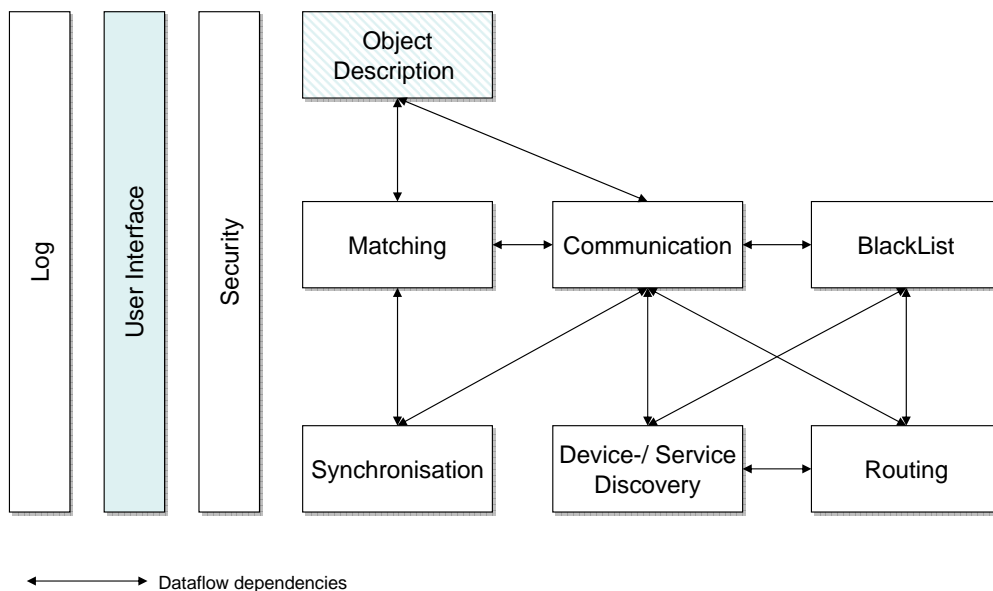 Log
User Interface
Security
Object
Description
Matching
Communication
BlackList
Synchronisation
Device-/ Service
Discovery
Routing
Dataflow dependencies